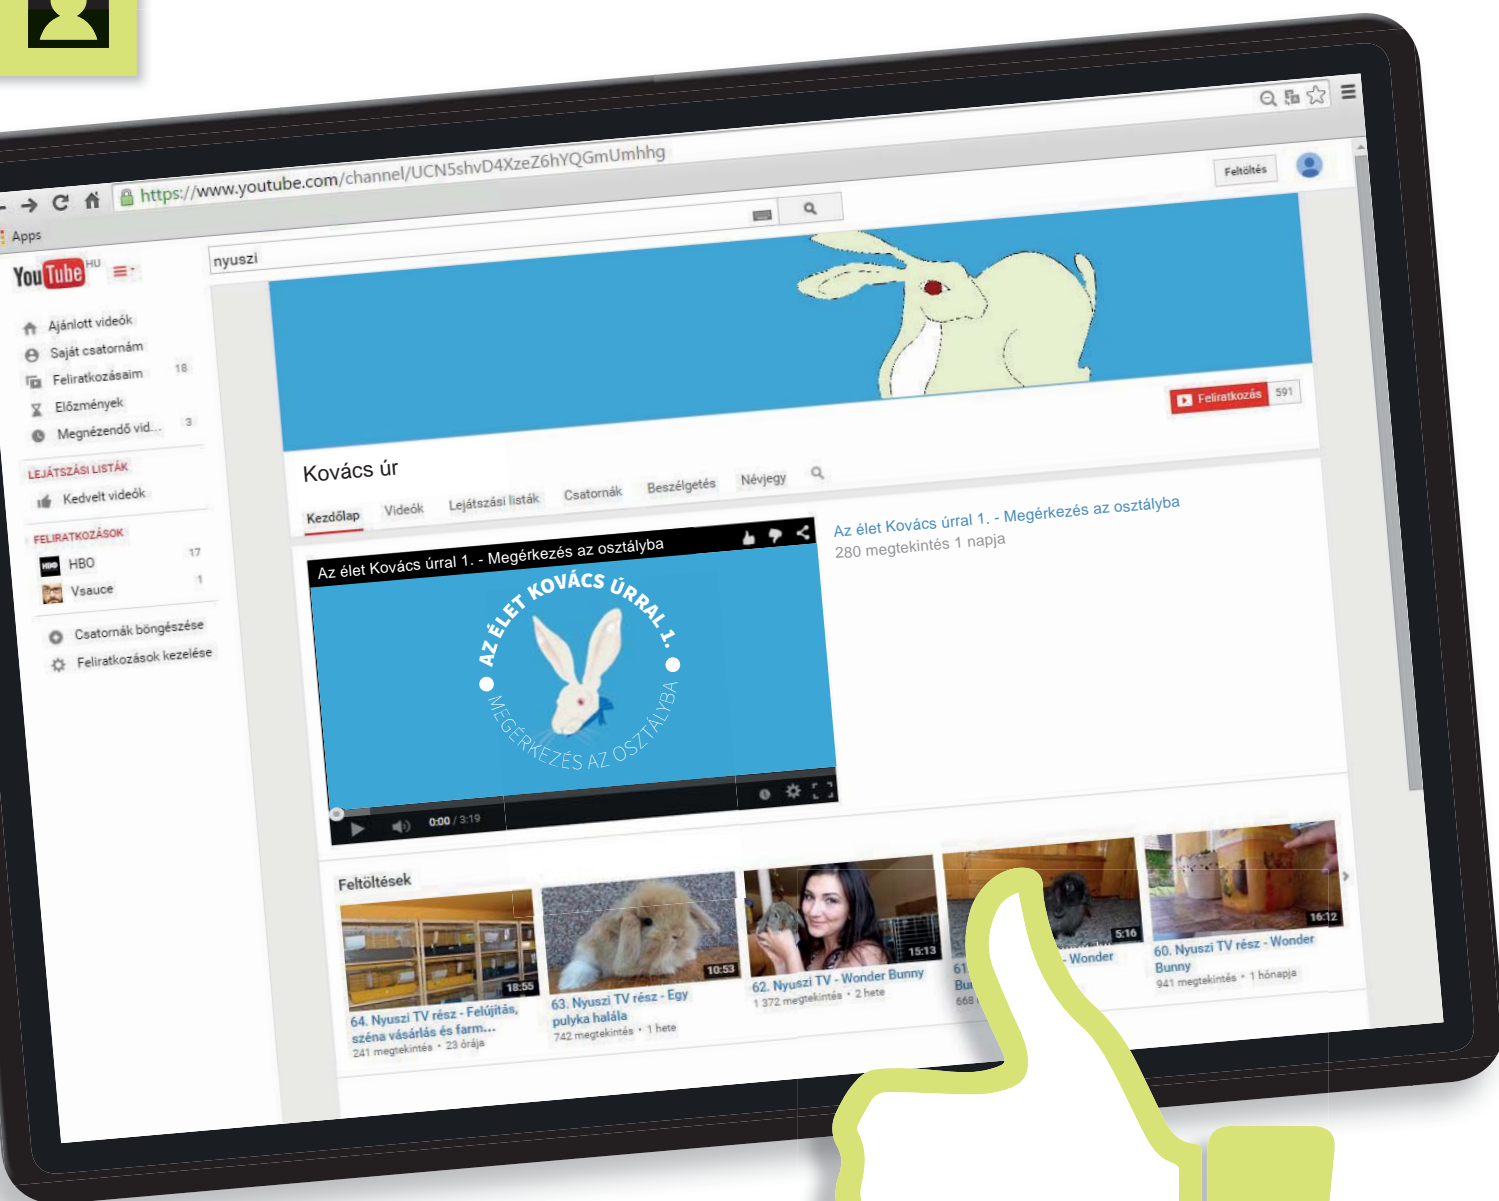 https://www.youtube.com/channel/UCN5shvD4XzeZ6hYQGmUmhhg
Apps
YouTube HU
nyuszi
Feltöltés
Ajánlott videók
Saját csatornám
Feliratkozásaim 18
Előzmények
Megnézendő vid... 3
LEJÁTSZÁSI LISTÁK
Kedvelt videók
FELIRATKOZÁSOK
HBO HBO 17
Vsauce 1
Csatornák böngészése
Feliratkozások kezelése
Feliratkozás 591
Kovács úr
Kezdőlap Videók Lejátszási listák Csatornák Beszélgetés Névjegy
Az élet Kovács úrral 1. - Megérkezés az osztályba
AZ ÉLET KOVÁCS ÚRRAL 1.
MEGÉRKEZÉS AZ OSZTÁLYBA
0:00 / 3:19
Az élet Kovács úrral 1. - Megérkezés az osztályba
280 megtekintés 1 napja
Feltöltések
18:55
64. Nyuszi TV rész - Felújítás,
széna vásárlás és farm...
241 megtekintés • 23 órája
10:53
63. Nyuszi TV rész - Egy
pulyka halála
742 megtekintés • 1 hete
15:13
62. Nyuszi TV - Wonder Bunny
1 372 megtekintés • 2 hete
5:16
61. - Wonder
668
16:12
60. Nyuszi TV rész - Wonder
Bunny
941 megtekintés • 1 hónapja